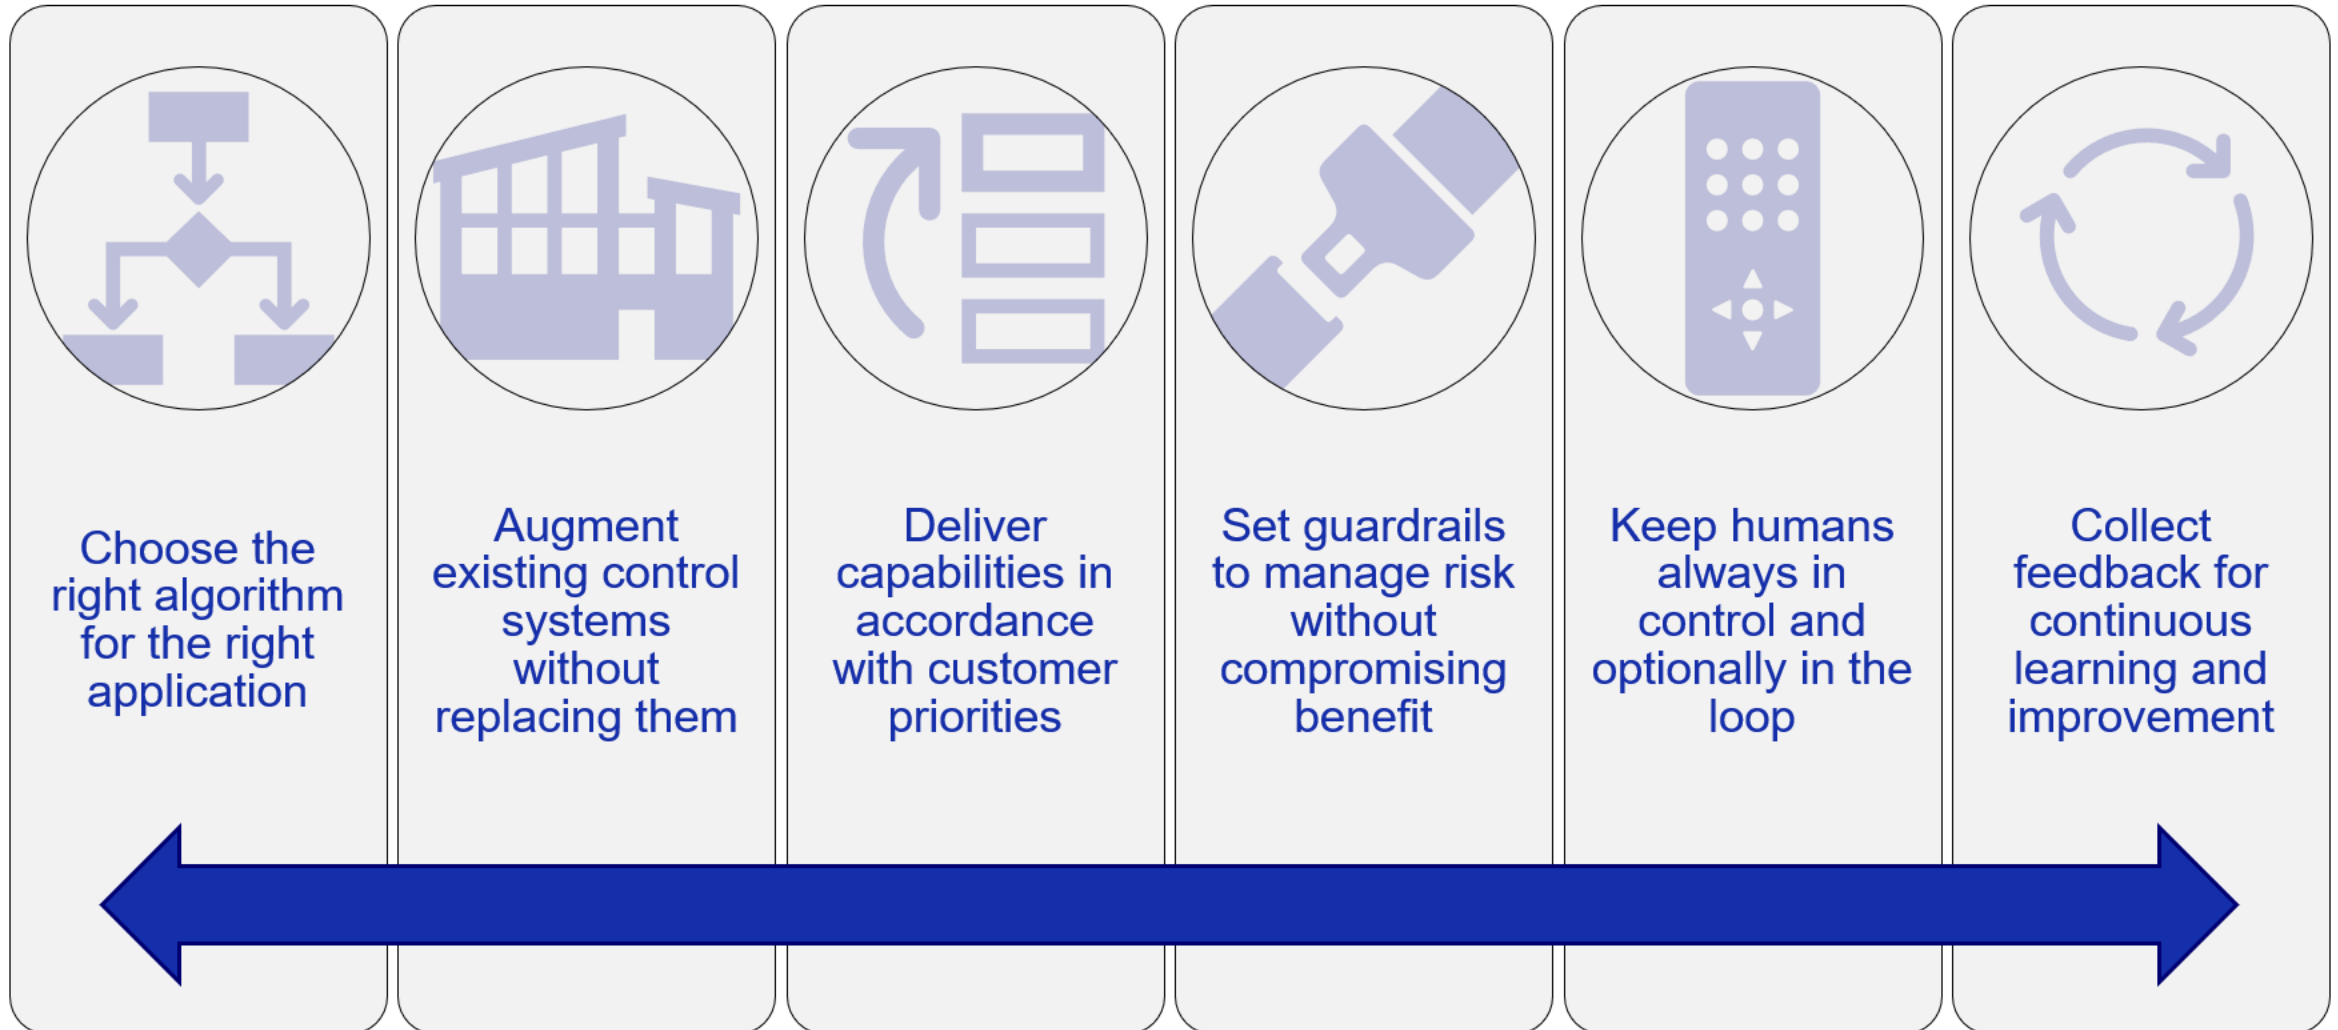 Choose the
right algorithm
for the right
application
Augment
existing control
systems
without
replacing them
Deliver
capabilities in
accordance
with customer
priorities
Set guardrails
to manage risk
without
compromising
benefit
Keep humans
always in
control and
optionally in the
loop
Collect
feedback for
continuous
learning and
improvement